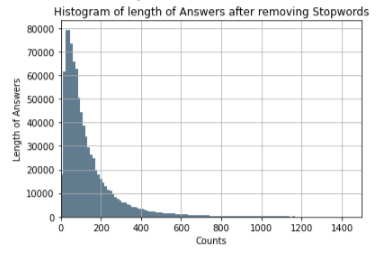 Histogram of length of Answers after removing Stopwords
80000
70000
60000
50000
40000
30000
20000
10000
0
Length of Answers
0 200 400 600 800 1000 1200 1400
Counts